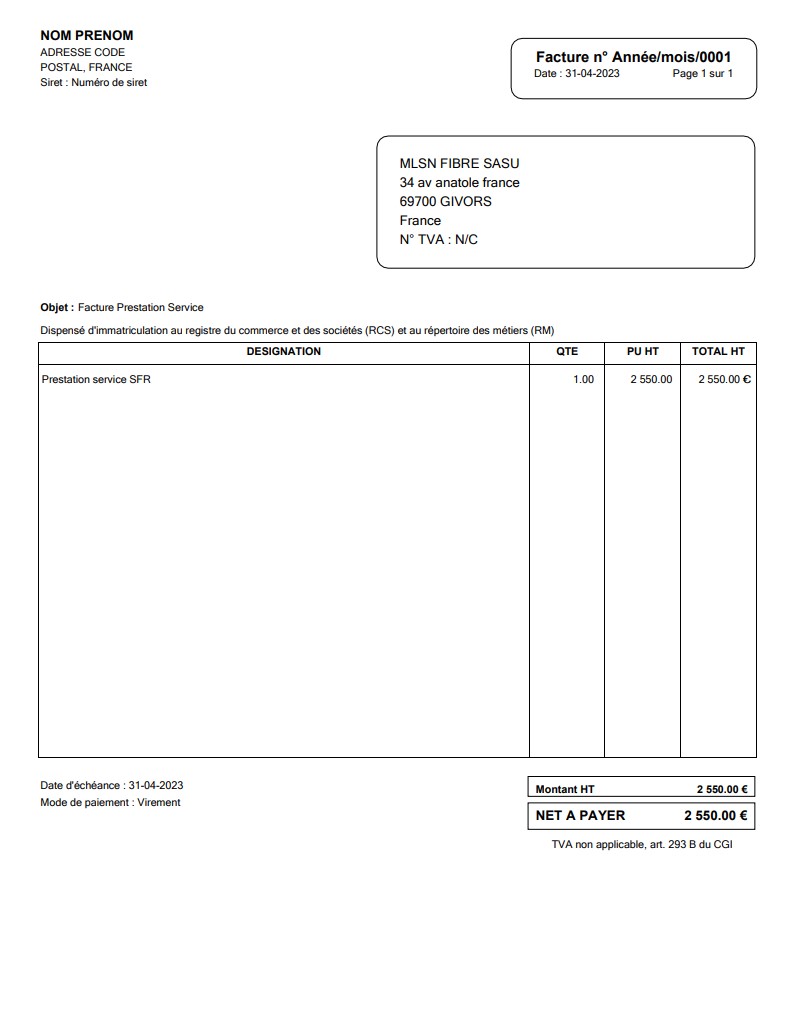 NOM PRENOM
ADRESSE CODE
POSTAL, FRANCE
Siret : Numéro de siret
Facture n° Année/mois/0001
Date : 31-04-2023 Page 1 sur 1
MLSN FIBRE SASU
34 av anatole france
69700 GIVORS
France
N° TVA : N/C
Objet : Facture Prestation Service
Dispensé d'immatriculation au registre du commerce et des sociétés (RCS) et au répertoire des métiers (RM)
DESIGNATION QTE PU HT TOTAL HT
Prestation service SFR 1.00 2 550.00 2 550.00 €
Date d'échéance : 31-04-2023
Mode de paiement : Virement
Montant HT 2 550.00 €
NET A PAYER 2 550.00 €
TVA non applicable, art. 293 B du CGI